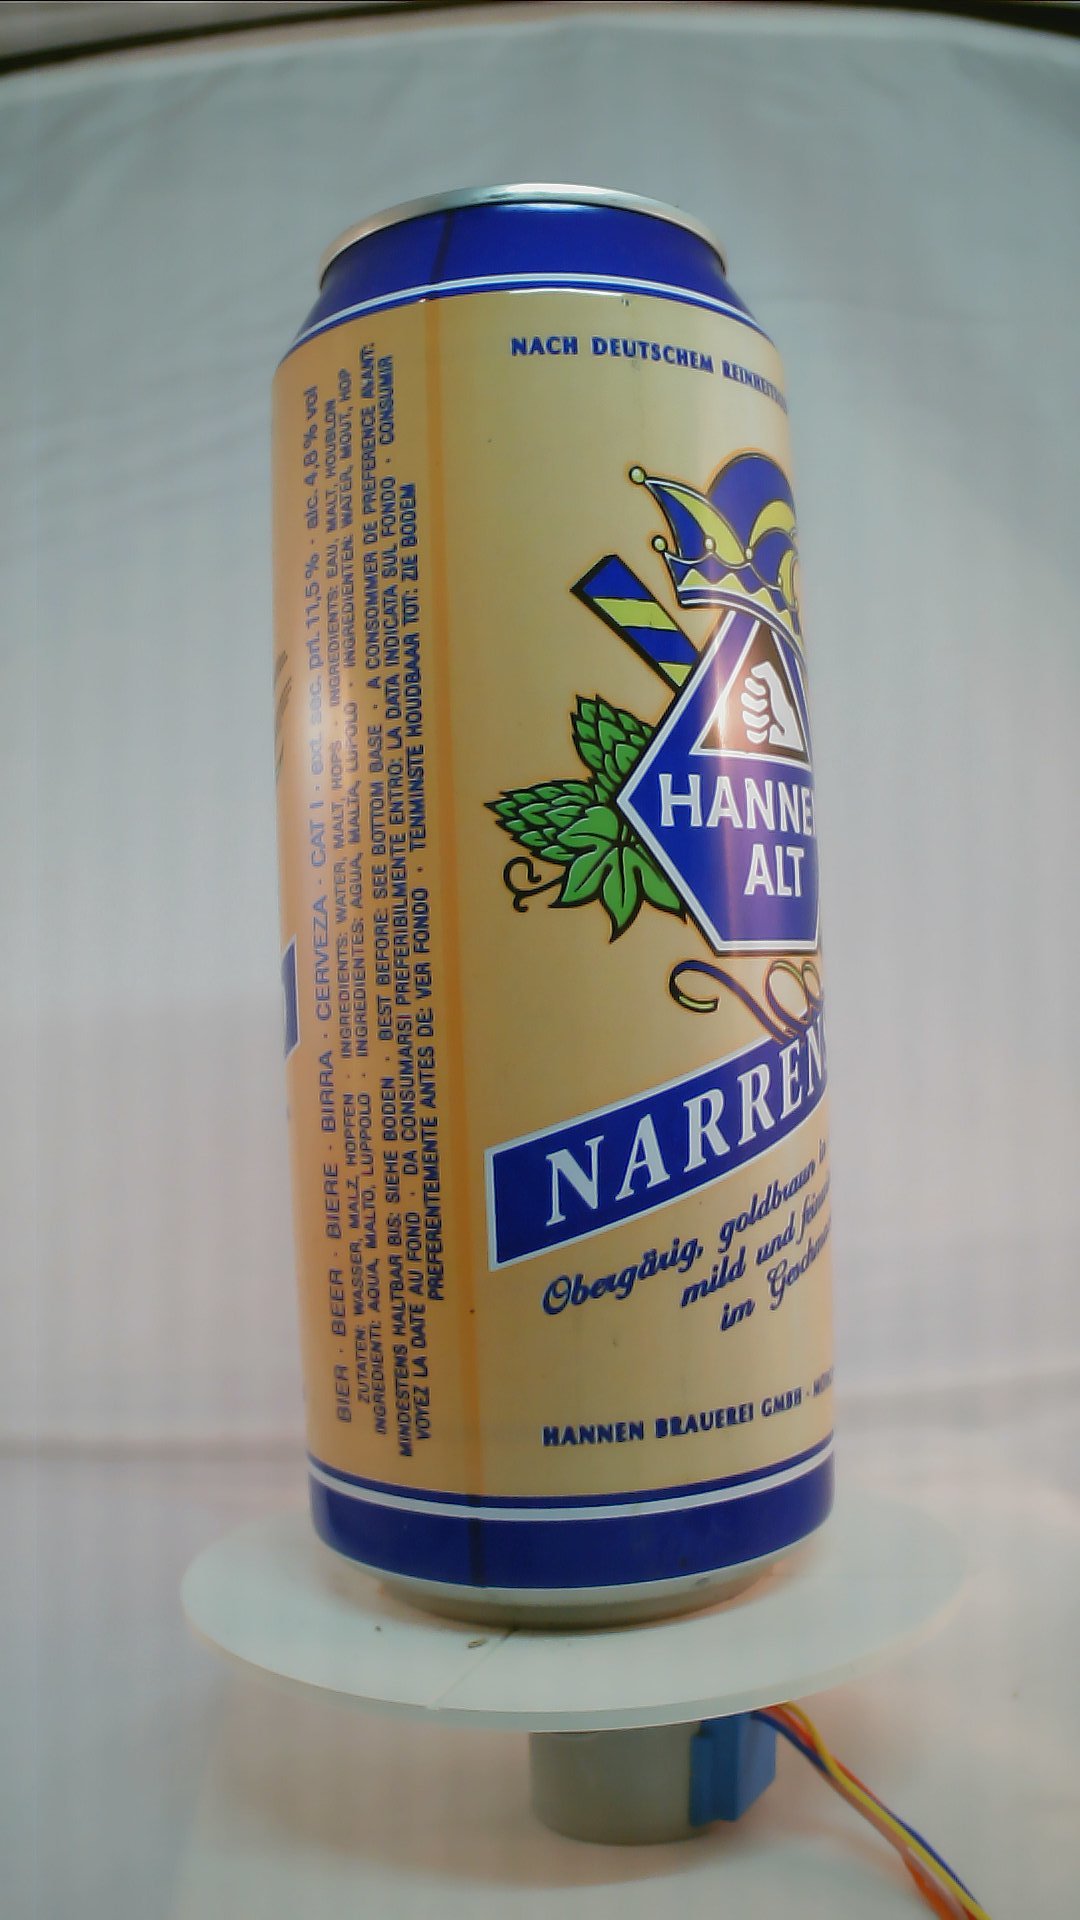 BIER · BEER · BIERE · BIRRA · CERVEZA · CAT I · ext. sec. pri. 11,5% · alc. 4,8% vol
ZUTATEN: WASSER, MALZ, HOPFEN · INGREDIENTS: WATER, MALT, HOPS · INGREDIENTS: EAU, MALT, HOUBLON
INGREDIENTI: AQUA, MALTO, LUPPOLO · INGREDIENTES: AGUA, MALTA, LUPOLO · INGREDIENTEN: WATER, MOUT, HOP
MINDESTENS HALTBAR BIS: SIEHE BODEN · BEST BEFORE: SEE BOTTOM BASE · A CONSOMMER DE PREFERENCE AVANT:
VOYEZ LA DATE AU FOND · DA CONSUMARSI PREFERIBILMENTE ENTRO: LA DATA INDICATA SUL FONDO · CONSUMIR
PREFERENTEMENTE ANTES DE: VER FONDO · TENMINSTE HOUDBAAR TOT: ZIE BODEM
NACH DEUTSCHEM
HANNEN
ALT
NARREN
Obergärig, goldbraun
mild und
im
HANNEN BRAUEREI GMBH ·